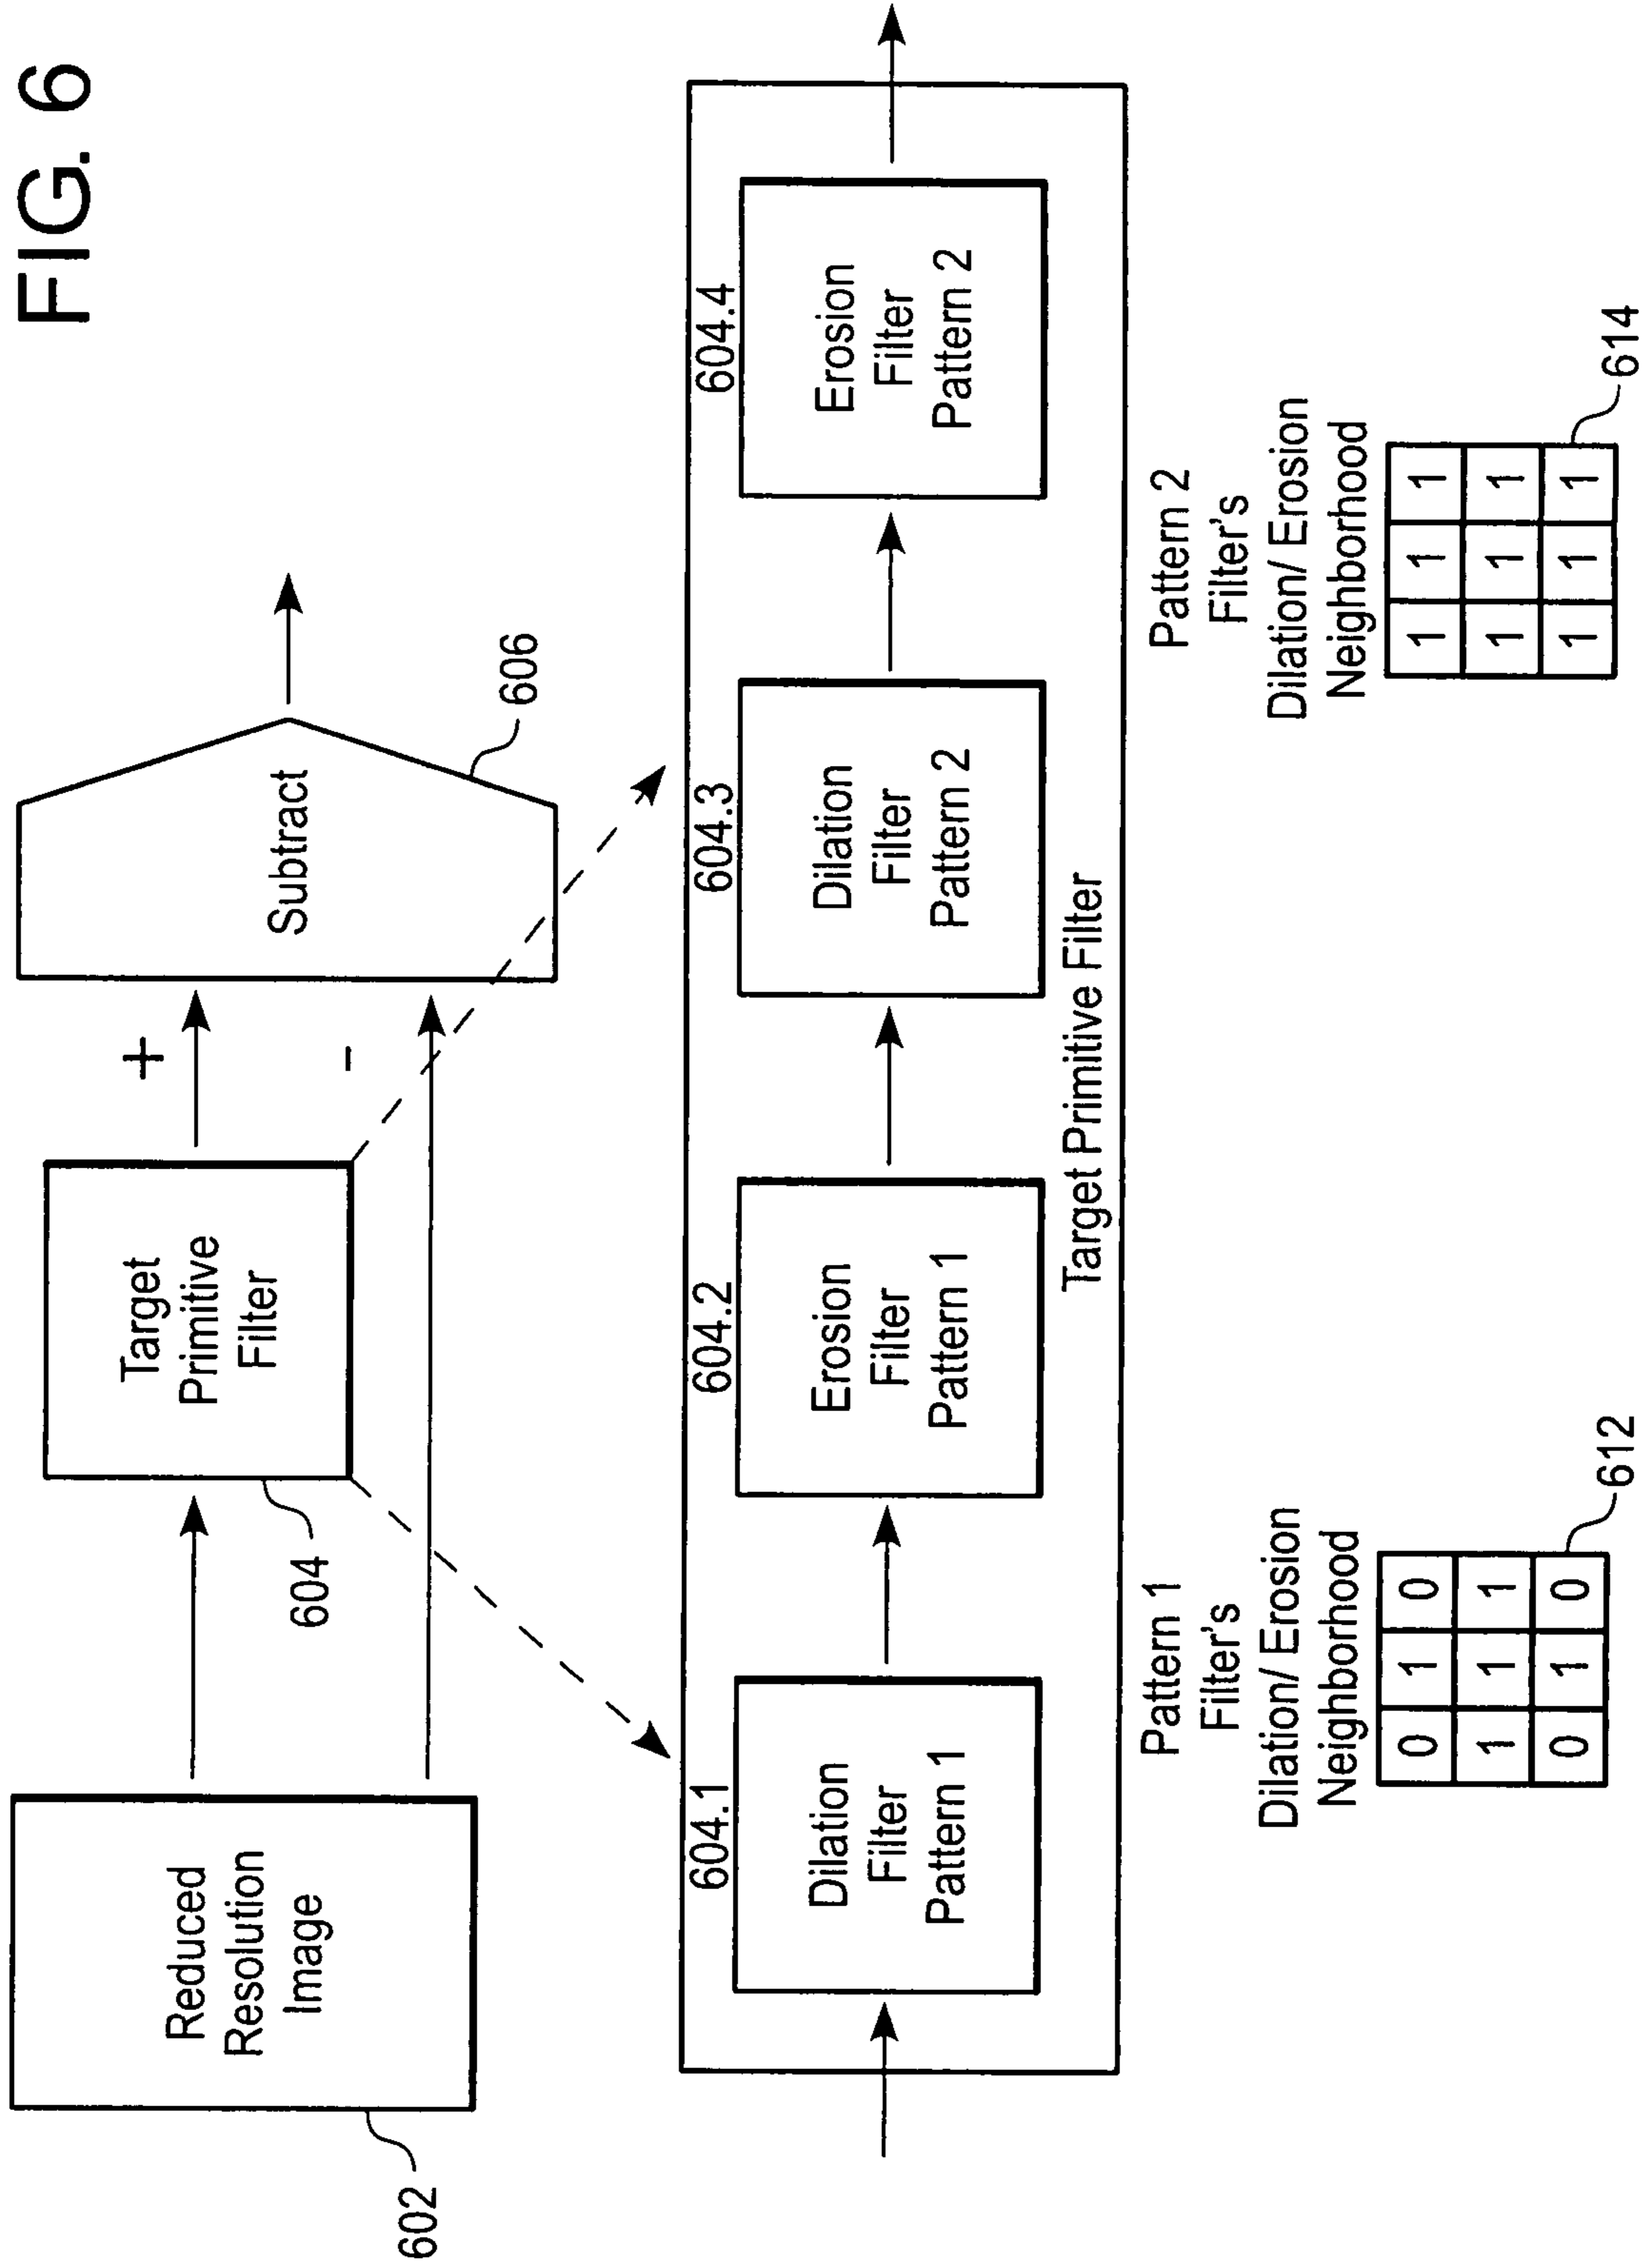 FIG. 6
Reduced
Resolution
Image
602
Target
Primitive
Filter
604
+
-
Subtract
606
604.1
Dilation
Filter
Pattern 1
604.2
Erosion
Filter
Pattern 1
604.3
Dilation
Filter
Pattern 2
604.4
Erosion
Filter
Pattern 2
Target Primitive Filter
Pattern 1
Filter's
Dilation/ Erosion
Neighborhood
0 1 0
1 1 1
0 1 0
612
Pattern 2
Filter's
Dilation/ Erosion
Neighborhood
1 1 1
1 1 1
1 1 1
614